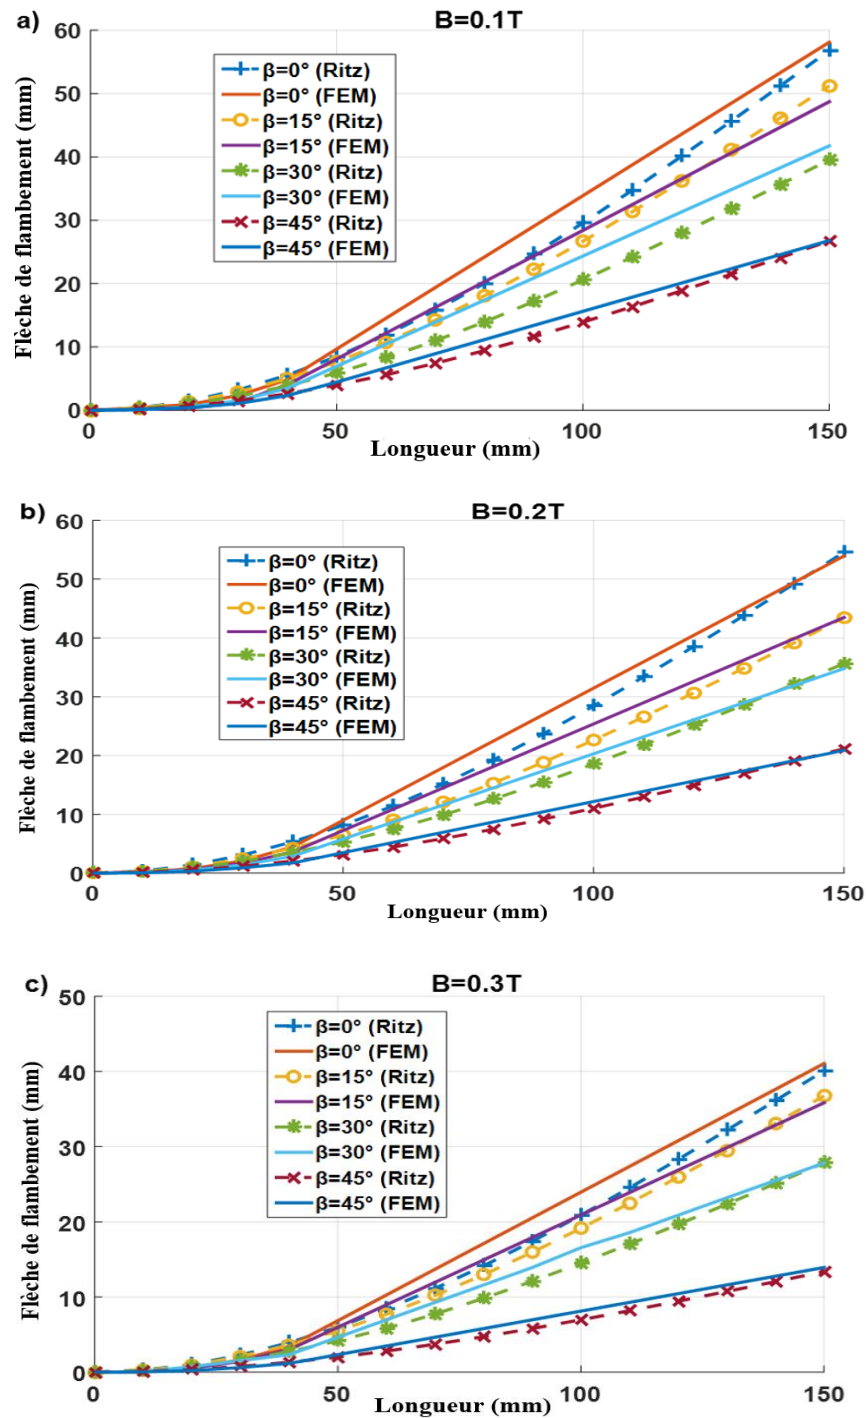 a)
B=0.1T
Flèche de flambement (mm)
60
50
40
30
20
10
0
β=0° (Ritz)
β=0° (FEM)
β=15° (Ritz)
β=15° (FEM)
β=30° (Ritz)
β=30° (FEM)
β=45° (Ritz)
β=45° (FEM)
0
50
100
150
Longueur (mm)
b)
B=0.2T
Flèche de flambement (mm)
60
50
40
30
20
10
0
β=0° (Ritz)
β=0° (FEM)
β=15° (Ritz)
β=15° (FEM)
β=30° (Ritz)
β=30° (FEM)
β=45° (Ritz)
β=45° (FEM)
0
50
100
150
Longueur (mm)
c)
B=0.3T
Flèche de flambement (mm)
50
40
30
20
10
0
β=0° (Ritz)
β=0° (FEM)
β=15° (Ritz)
β=15° (FEM)
β=30° (Ritz)
β=30° (FEM)
β=45° (Ritz)
β=45° (FEM)
0
50
100
150
Longueur (mm)